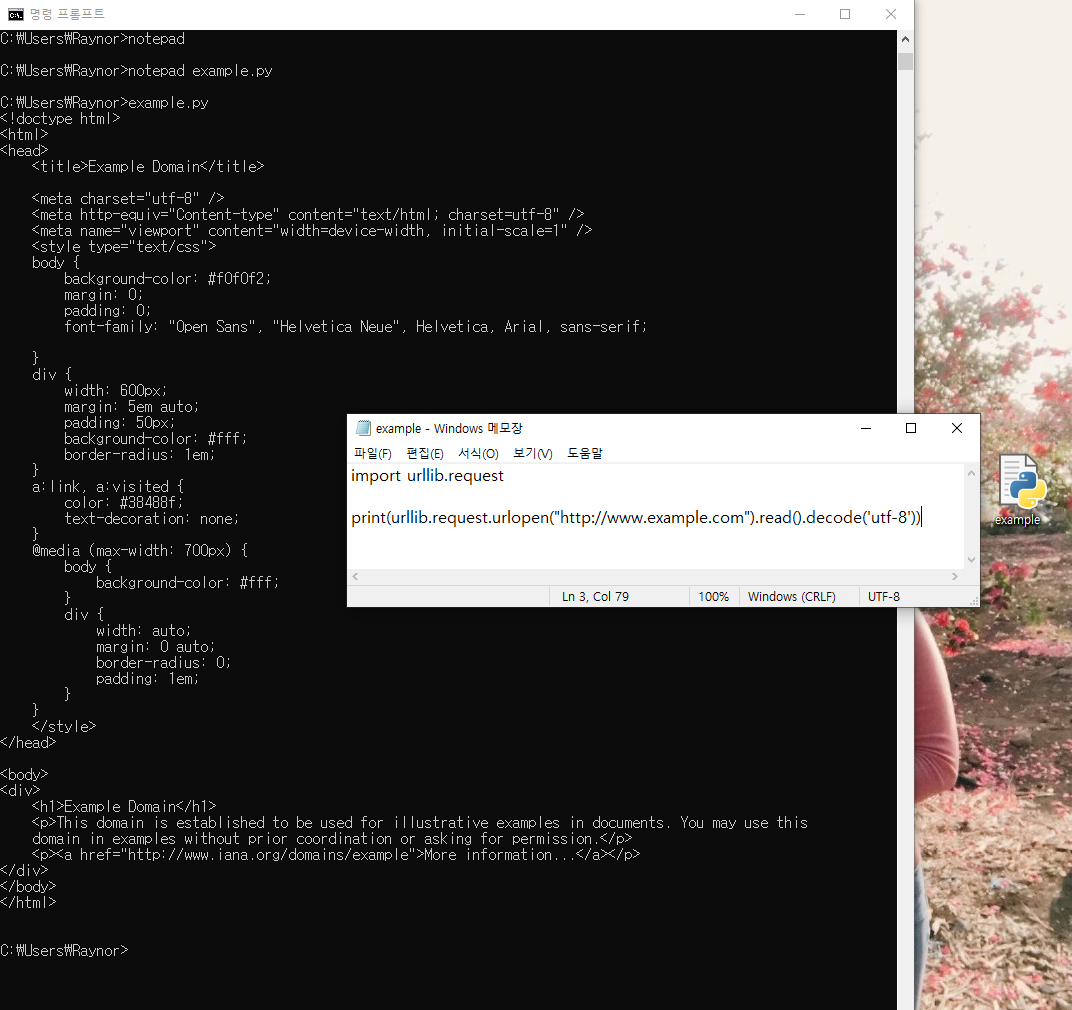 명령 프롬프트
C:\Users\Raynor>notepad
C:\Users\Raynor>notepad example.py
C:\Users\Raynor>example.py
<!doctype html>
<html>
<head>
    <title>Example Domain</title>
    <meta charset="utf-8" />
    <meta http-equiv="Content-type" content="text/html; charset=utf-8" />
    <meta name="viewport" content="width=device-width, initial-scale=1" />
    <style type="text/css">
    body {
        background-color: #f0f0f2;
        margin: 0;
        padding: 0;
        font-family: "Open Sans", "Helvetica Neue", Helvetica, Arial, sans-serif;
    }
    div {
        width: 600px;
        margin: 5em auto;
        padding: 50px;
        background-color: #fff;
        border-radius: 1em;
    }
    a:link, a:visited {
        color: #38488f;
        text-decoration: none;
    }
    @media (max-width: 700px) {
        body {
            background-color: #fff;
        }
        div {
            width: auto;
            margin: 0 auto;
            border-radius: 0;
            padding: 1em;
        }
    }
    </style>
</head>
<body>
<div>
    <h1>Example Domain</h1>
    <p>This domain is established to be used for illustrative examples in documents. You may use this
    domain in examples without prior coordination or asking for permission.</p>
    <p><a href="http://www.iana.org/domains/example">More information...</a></p>
</div>
</body>
</html>
C:\Users\Raynor>
example - Windows 메모장
파일(F) 편집(E) 서식(O) 보기(V) 도움말
import urllib.request
print(urllib.request.urlopen("http://www.example.com").read().decode('utf-8'))
Ln 3, Col 79 100% Windows (CRLF) UTF-8
example